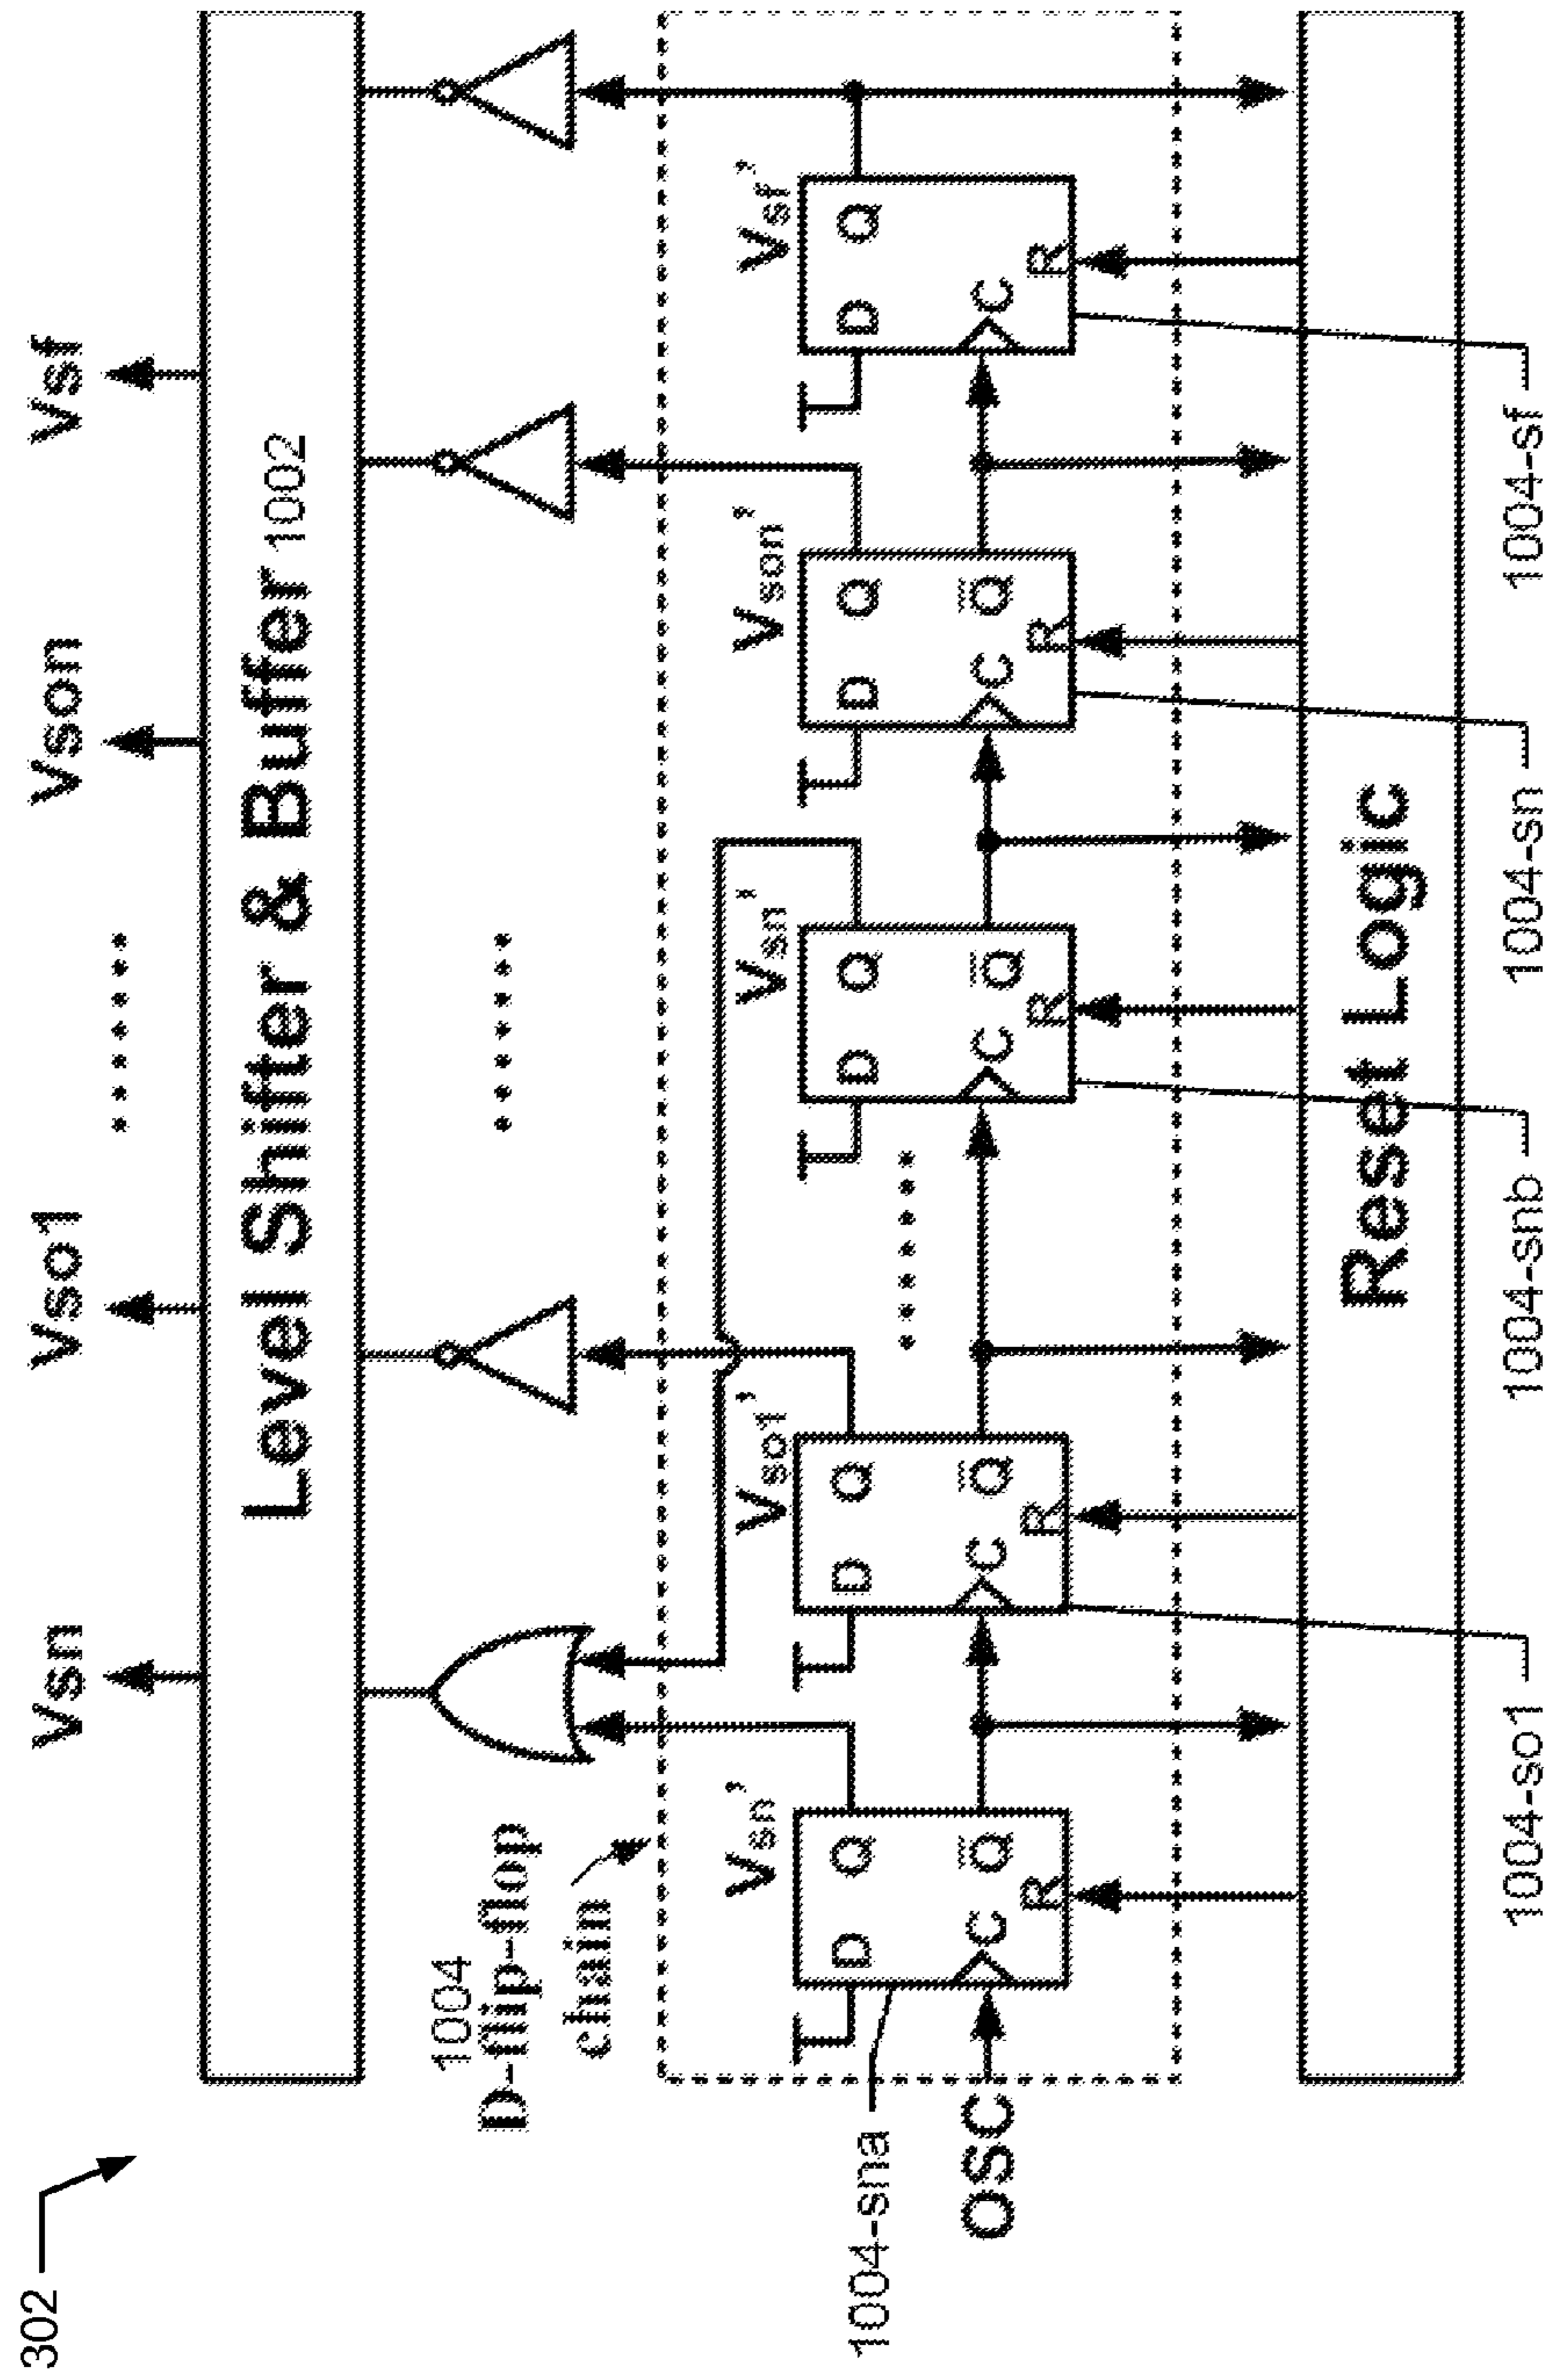 302
Vsn
Vso1
......
Von
Vsf
Level Shifter & Buffer 1002
1004
D-flip-flop
chain
......
Vsn’
Vso1’
Vsn'
Vson’
Vsf’
D Q
D Q
D Q
D Q
D Q
......
1004-sna
OSC
C Q̅
C Q̅
C Q̅
C Q̅
C
R
R
R
R
R
Reset Logic
1004-so1
1004-snb
1004-sn
1004-sf